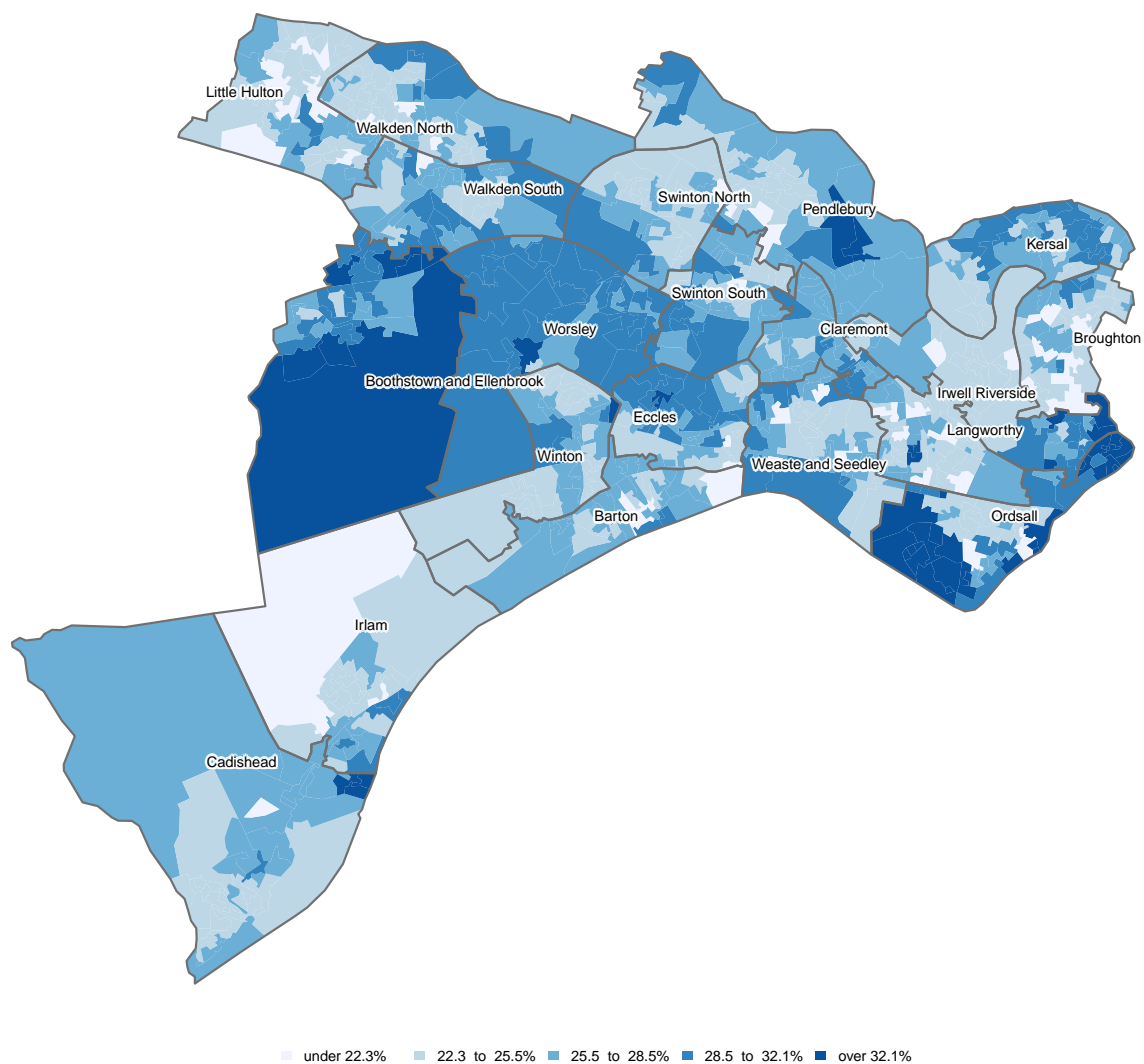 Little Hulton
Walkden North
Walkden South
Swinton North
Pendlebury
Kersal
Swinton South
Worsley
Claremont
Broughton
Boothstown and Ellenbrook
Irwell Riverside
Eccles
Langworthy
Winton
Weaste and Seedley
Barton
Ordsall
Irlam
Cadishead
under 22.3% 22.3 to 25.5% 25.5 to 28.5% 28.5 to 32.1% over 32.1%